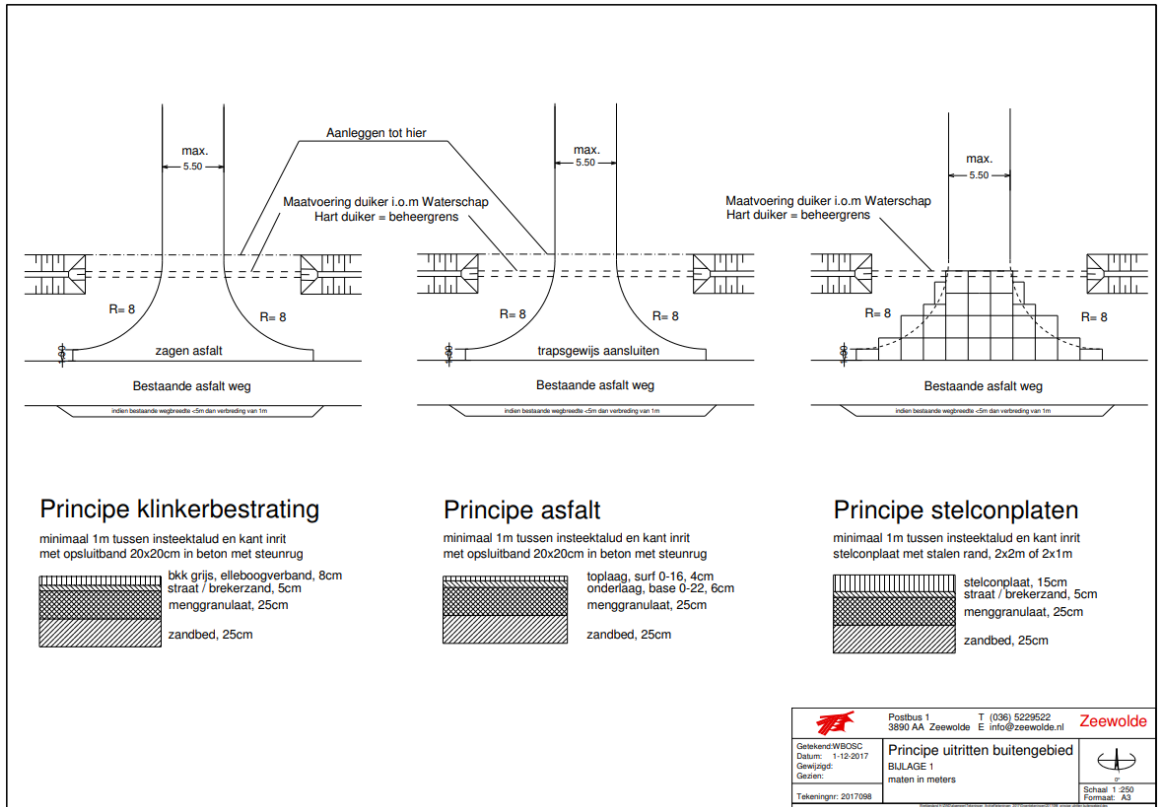 Aanleggen tot hier
max.
5.50
Maatvoering duiker i.o.m Waterschap
Hart duiker = beheergrens
R= 8
R= 8
1.00
zagen asfalt
Bestaande asfalt weg
indien bestaande wegbreedte <5m dan verbreding van 1m
max.
5.50
R= 8
R= 8
1.00
trapsgewijs aansluiten
Bestaande asfalt weg
indien bestaande wegbreedte <5m dan verbreding van 1m
max.
5.50
Maatvoering duiker i.o.m Waterschap
Hart duiker = beheergrens
R= 8
R= 8
1.00
Bestaande asfalt weg
indien bestaande wegbreedte <5m dan verbreding van 1m
Principe klinkerbestrating
minimaal 1m tussen insteektalud en kant inrit
met opsluitband 20x20cm in beton met steunrug
bkk grijs, elleboogverband, 8cm
straat / brekerzand, 5cm
menggranulaat, 25cm
zandbed, 25cm
Principe asfalt
minimaal 1m tussen insteektalud en kant inrit
met opsluitband 20x20cm in beton met steunrug
toplaag, surf 0-16, 4cm
onderlaag, base 0-22, 6cm
menggranulaat, 25cm
zandbed, 25cm
Principe stelconplaten
minimaal 1m tussen insteektalud en kant inrit
stelconplaat met stalen rand, 2x2m of 2x1m
stelconplaat, 15cm
straat / brekerzand, 5cm
menggranulaat, 25cm
zandbed, 25cm
Postbus 1 T (036) 5229522
3890 AA Zeewolde E info@zeewolde.nl
Zeewolde
Getekend:WBOSC
Datum: 1-12-2017
Gewijzigd:
Gezien:
Tekeningnr: 2017098
Principe uitritten buitengebied
BIJLAGE 1
maten in meters
0°
Schaal 1 :250
Formaat: A3